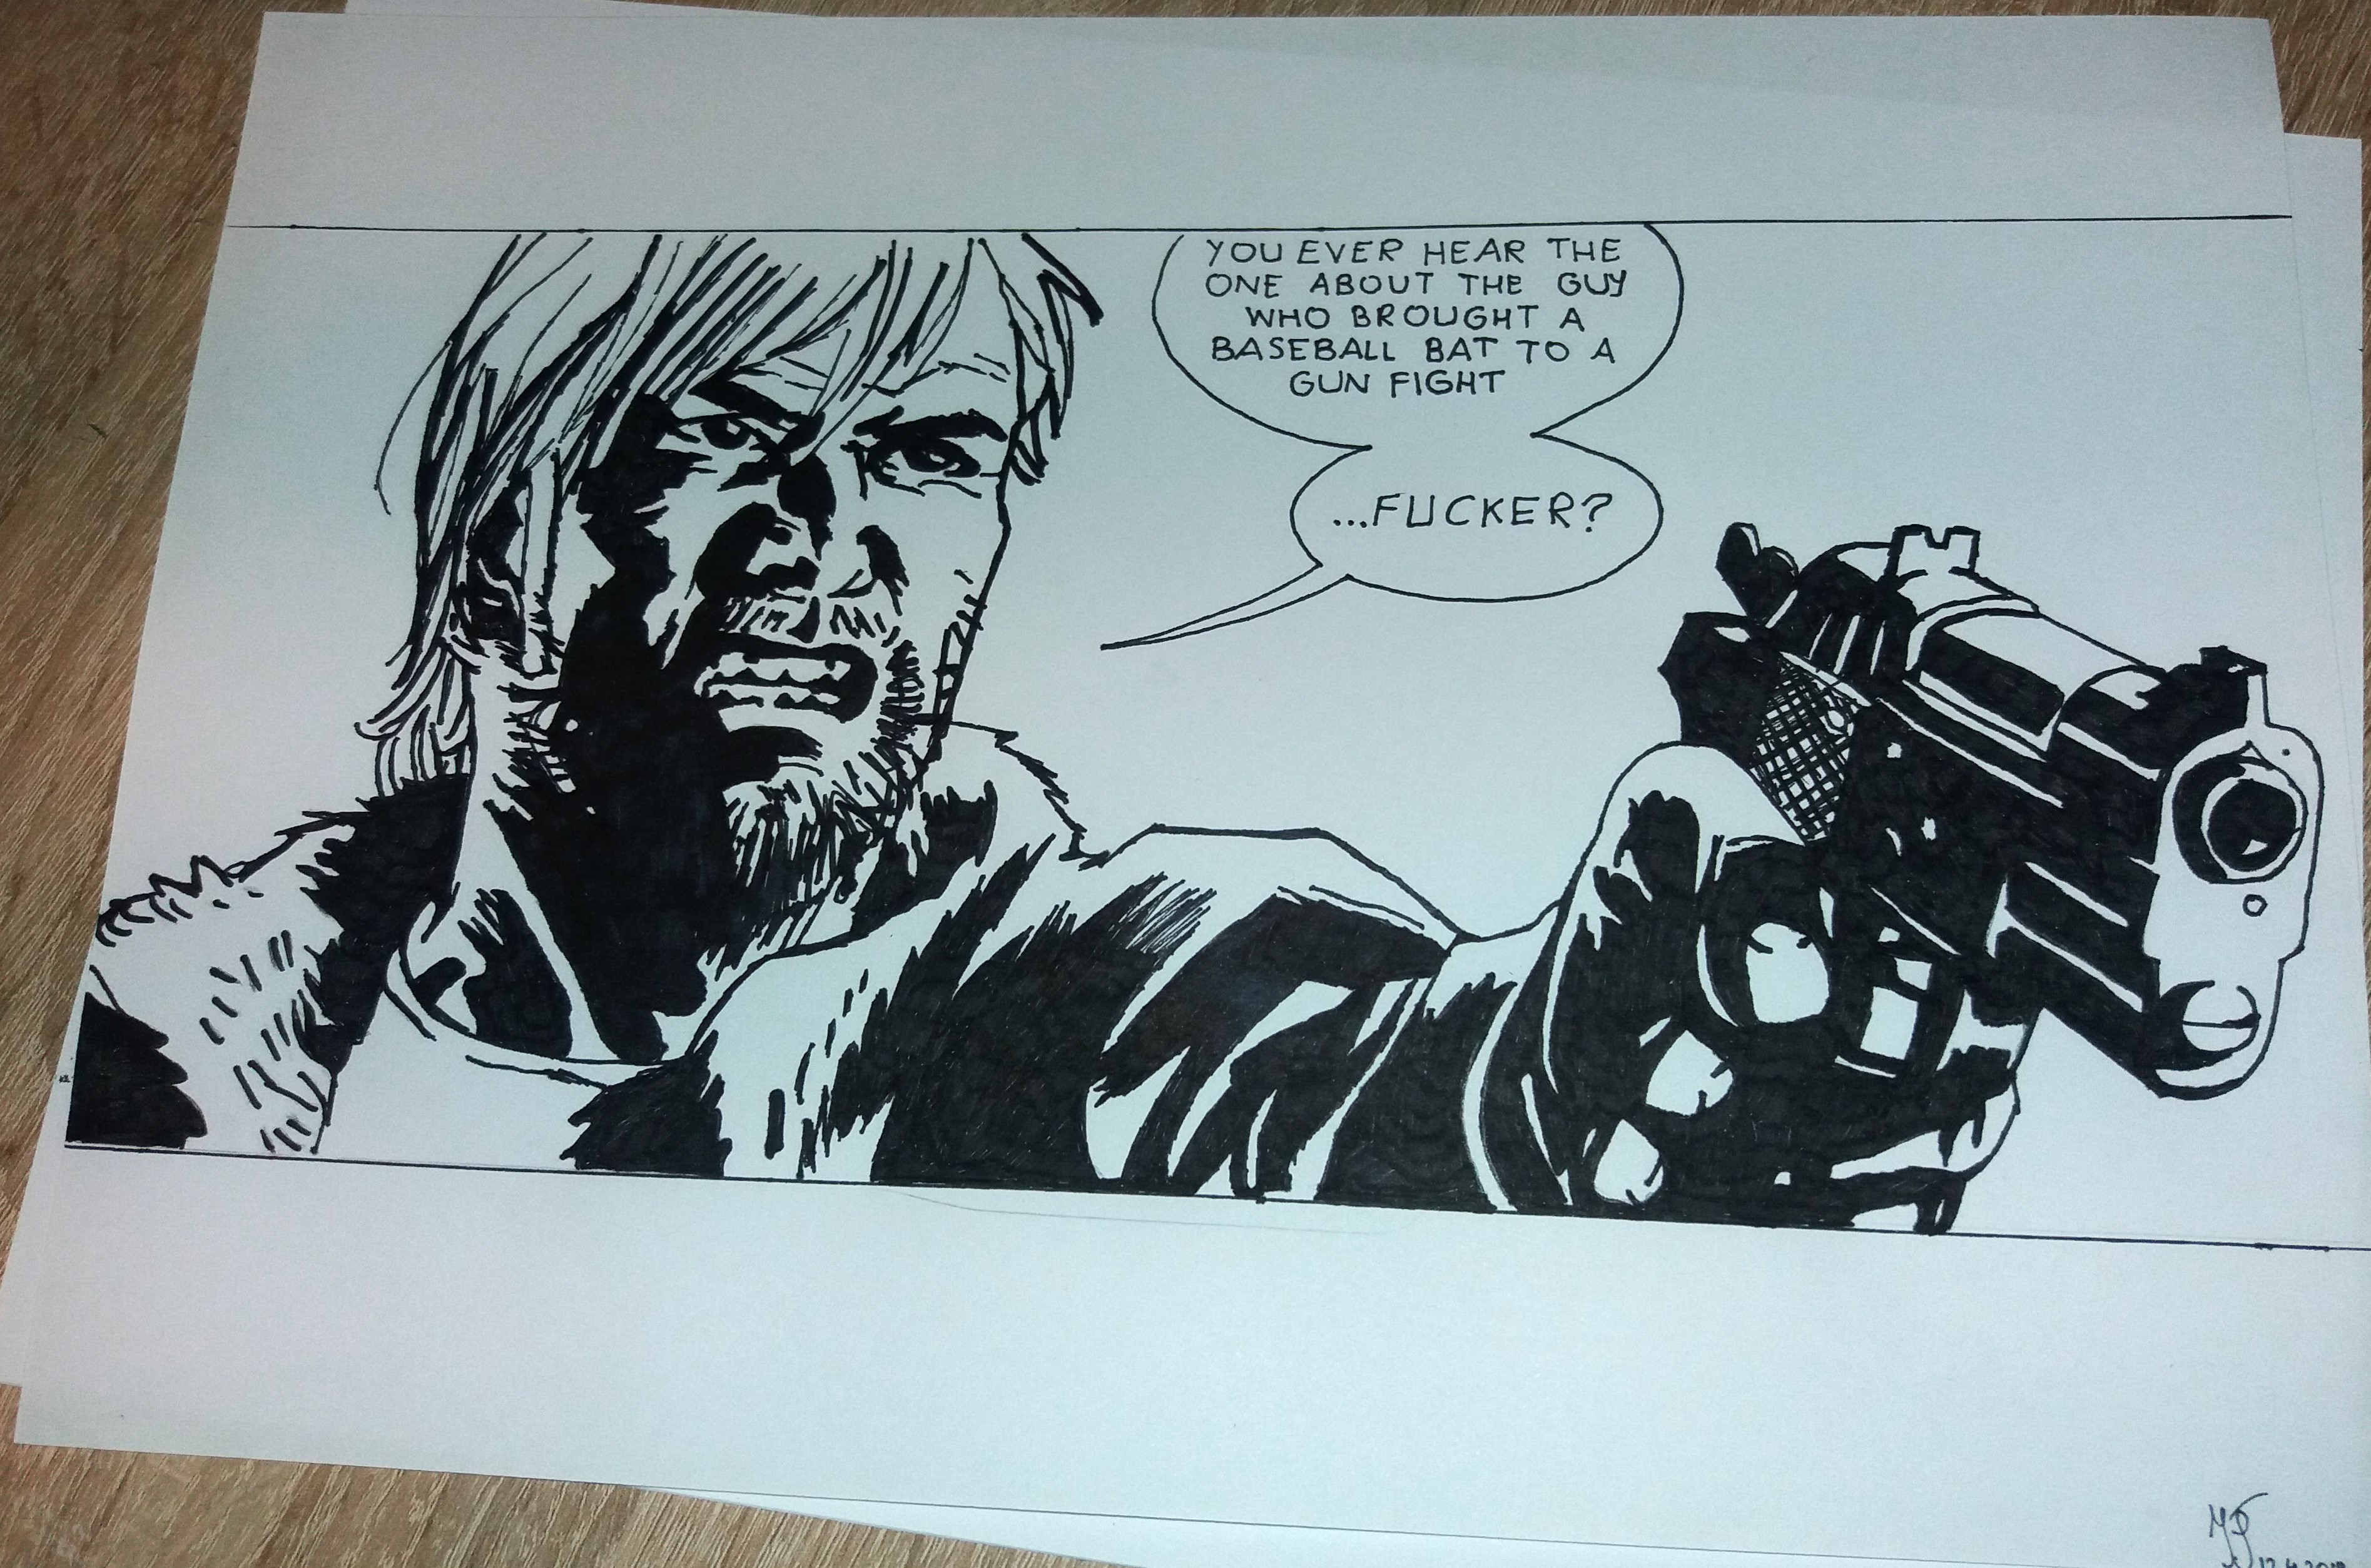 YOU EVER HEAR THE
ONE ABOUT THE GUY
WHO BROUGHT A
BASEBALL BAT TO A
GUN FIGHT
...FUCKER?